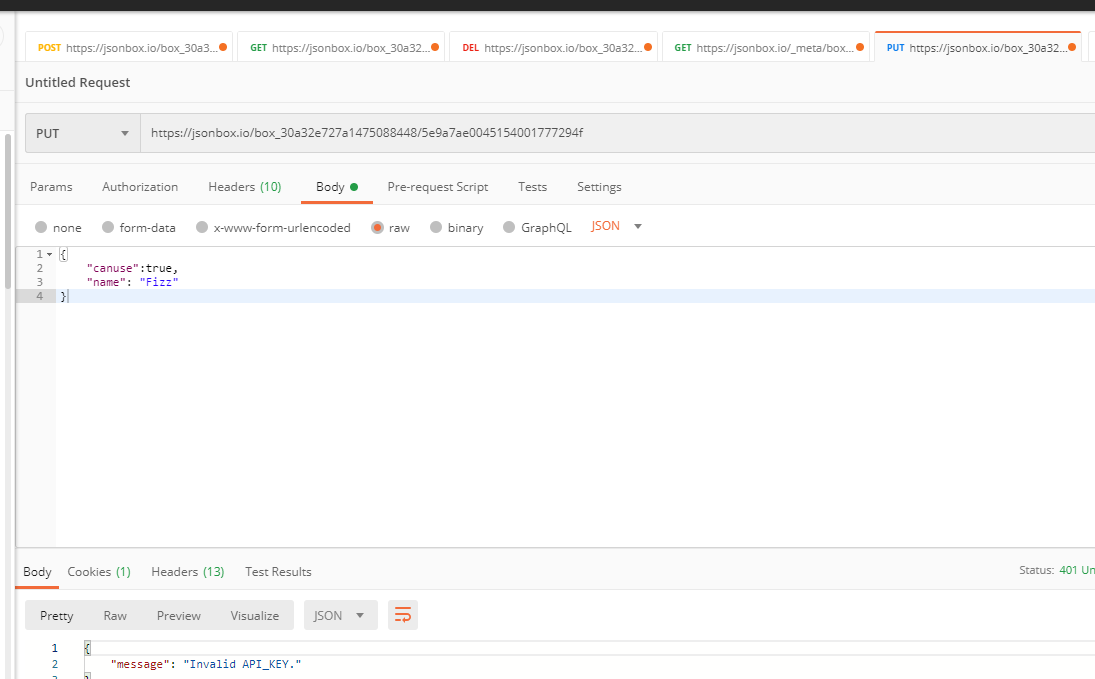 POST https://jsonbox.io/box_30a3... GET https://jsonbox.io/box_30a32... DEL https://jsonbox.io/box_30a32... GET https://jsonbox.io/_meta/box... PUT https://jsonbox.io/box_30a32...
Untitled Request
PUT https://jsonbox.io/box_30a32e727a1475088448/5e9a7ae0045154001777294f
Params Authorization Headers (10) Body Pre-request Script Tests Settings
none form-data x-www-form-urlencoded raw binary GraphQL JSON
1 {
2 "canuse":true,
3 "name": "Fizz"
4 }
Body Cookies (1) Headers (13) Test Results Status: 401 Un
Pretty Raw Preview Visualize JSON
1 {
2 "message": "Invalid API_KEY."
3 }